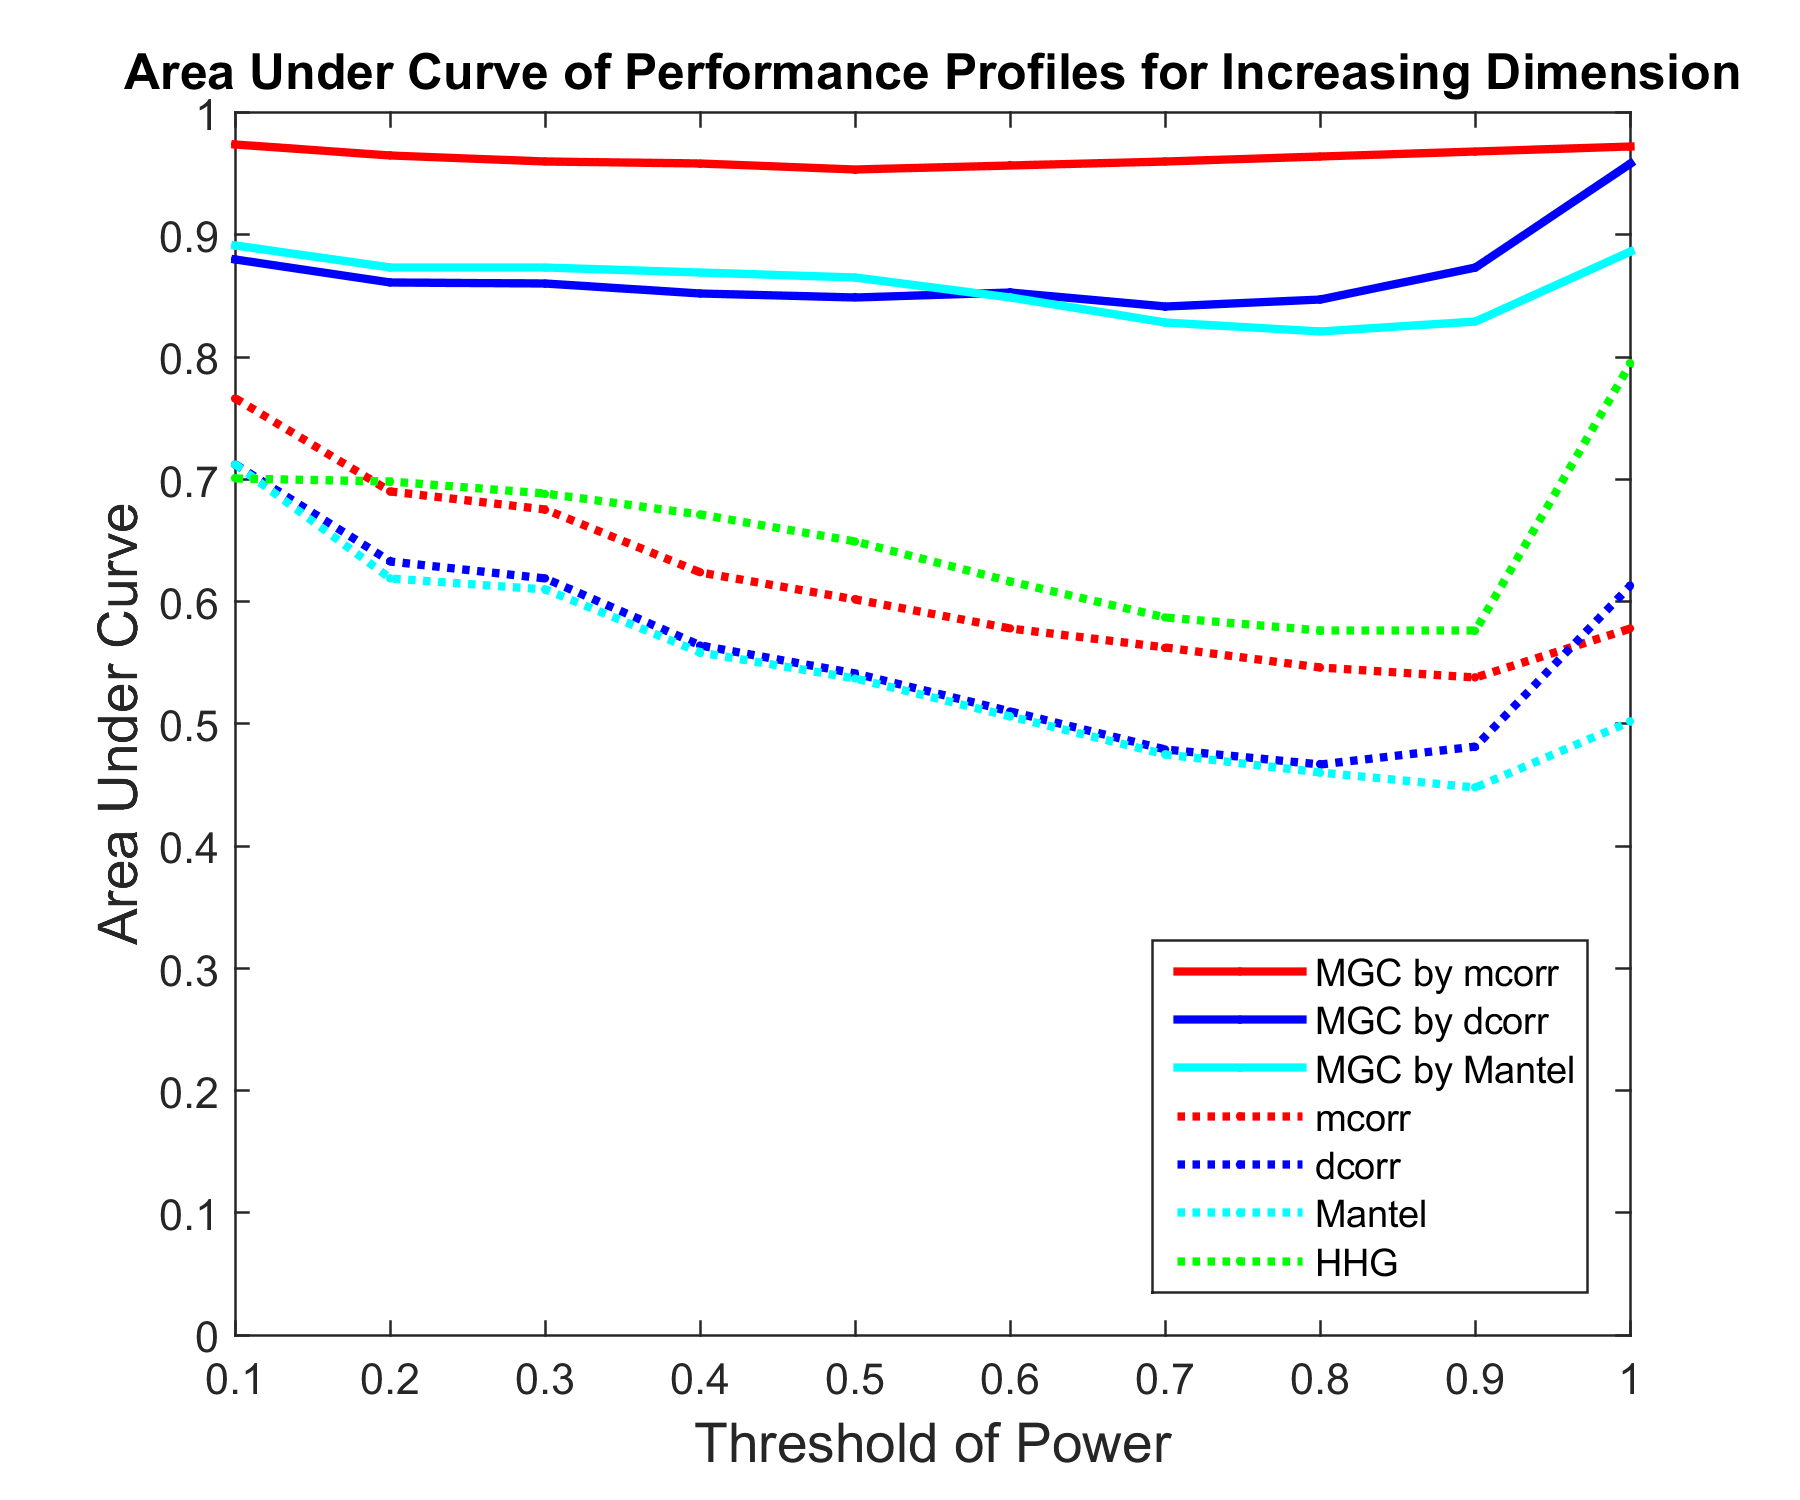 Area Under Curve of Performance Profiles for Increasing Dimension
1
0.9
0.8
0.7
0.6
0.5
0.4
0.3
0.2
0.1
0
Area Under Curve
MGC by mcorr
MGC by dcorr
MGC by Mantel
mcorr
dcorr
Mantel
HHG
0.1 0.2 0.3 0.4 0.5 0.6 0.7 0.8 0.9 1
Threshold of Power